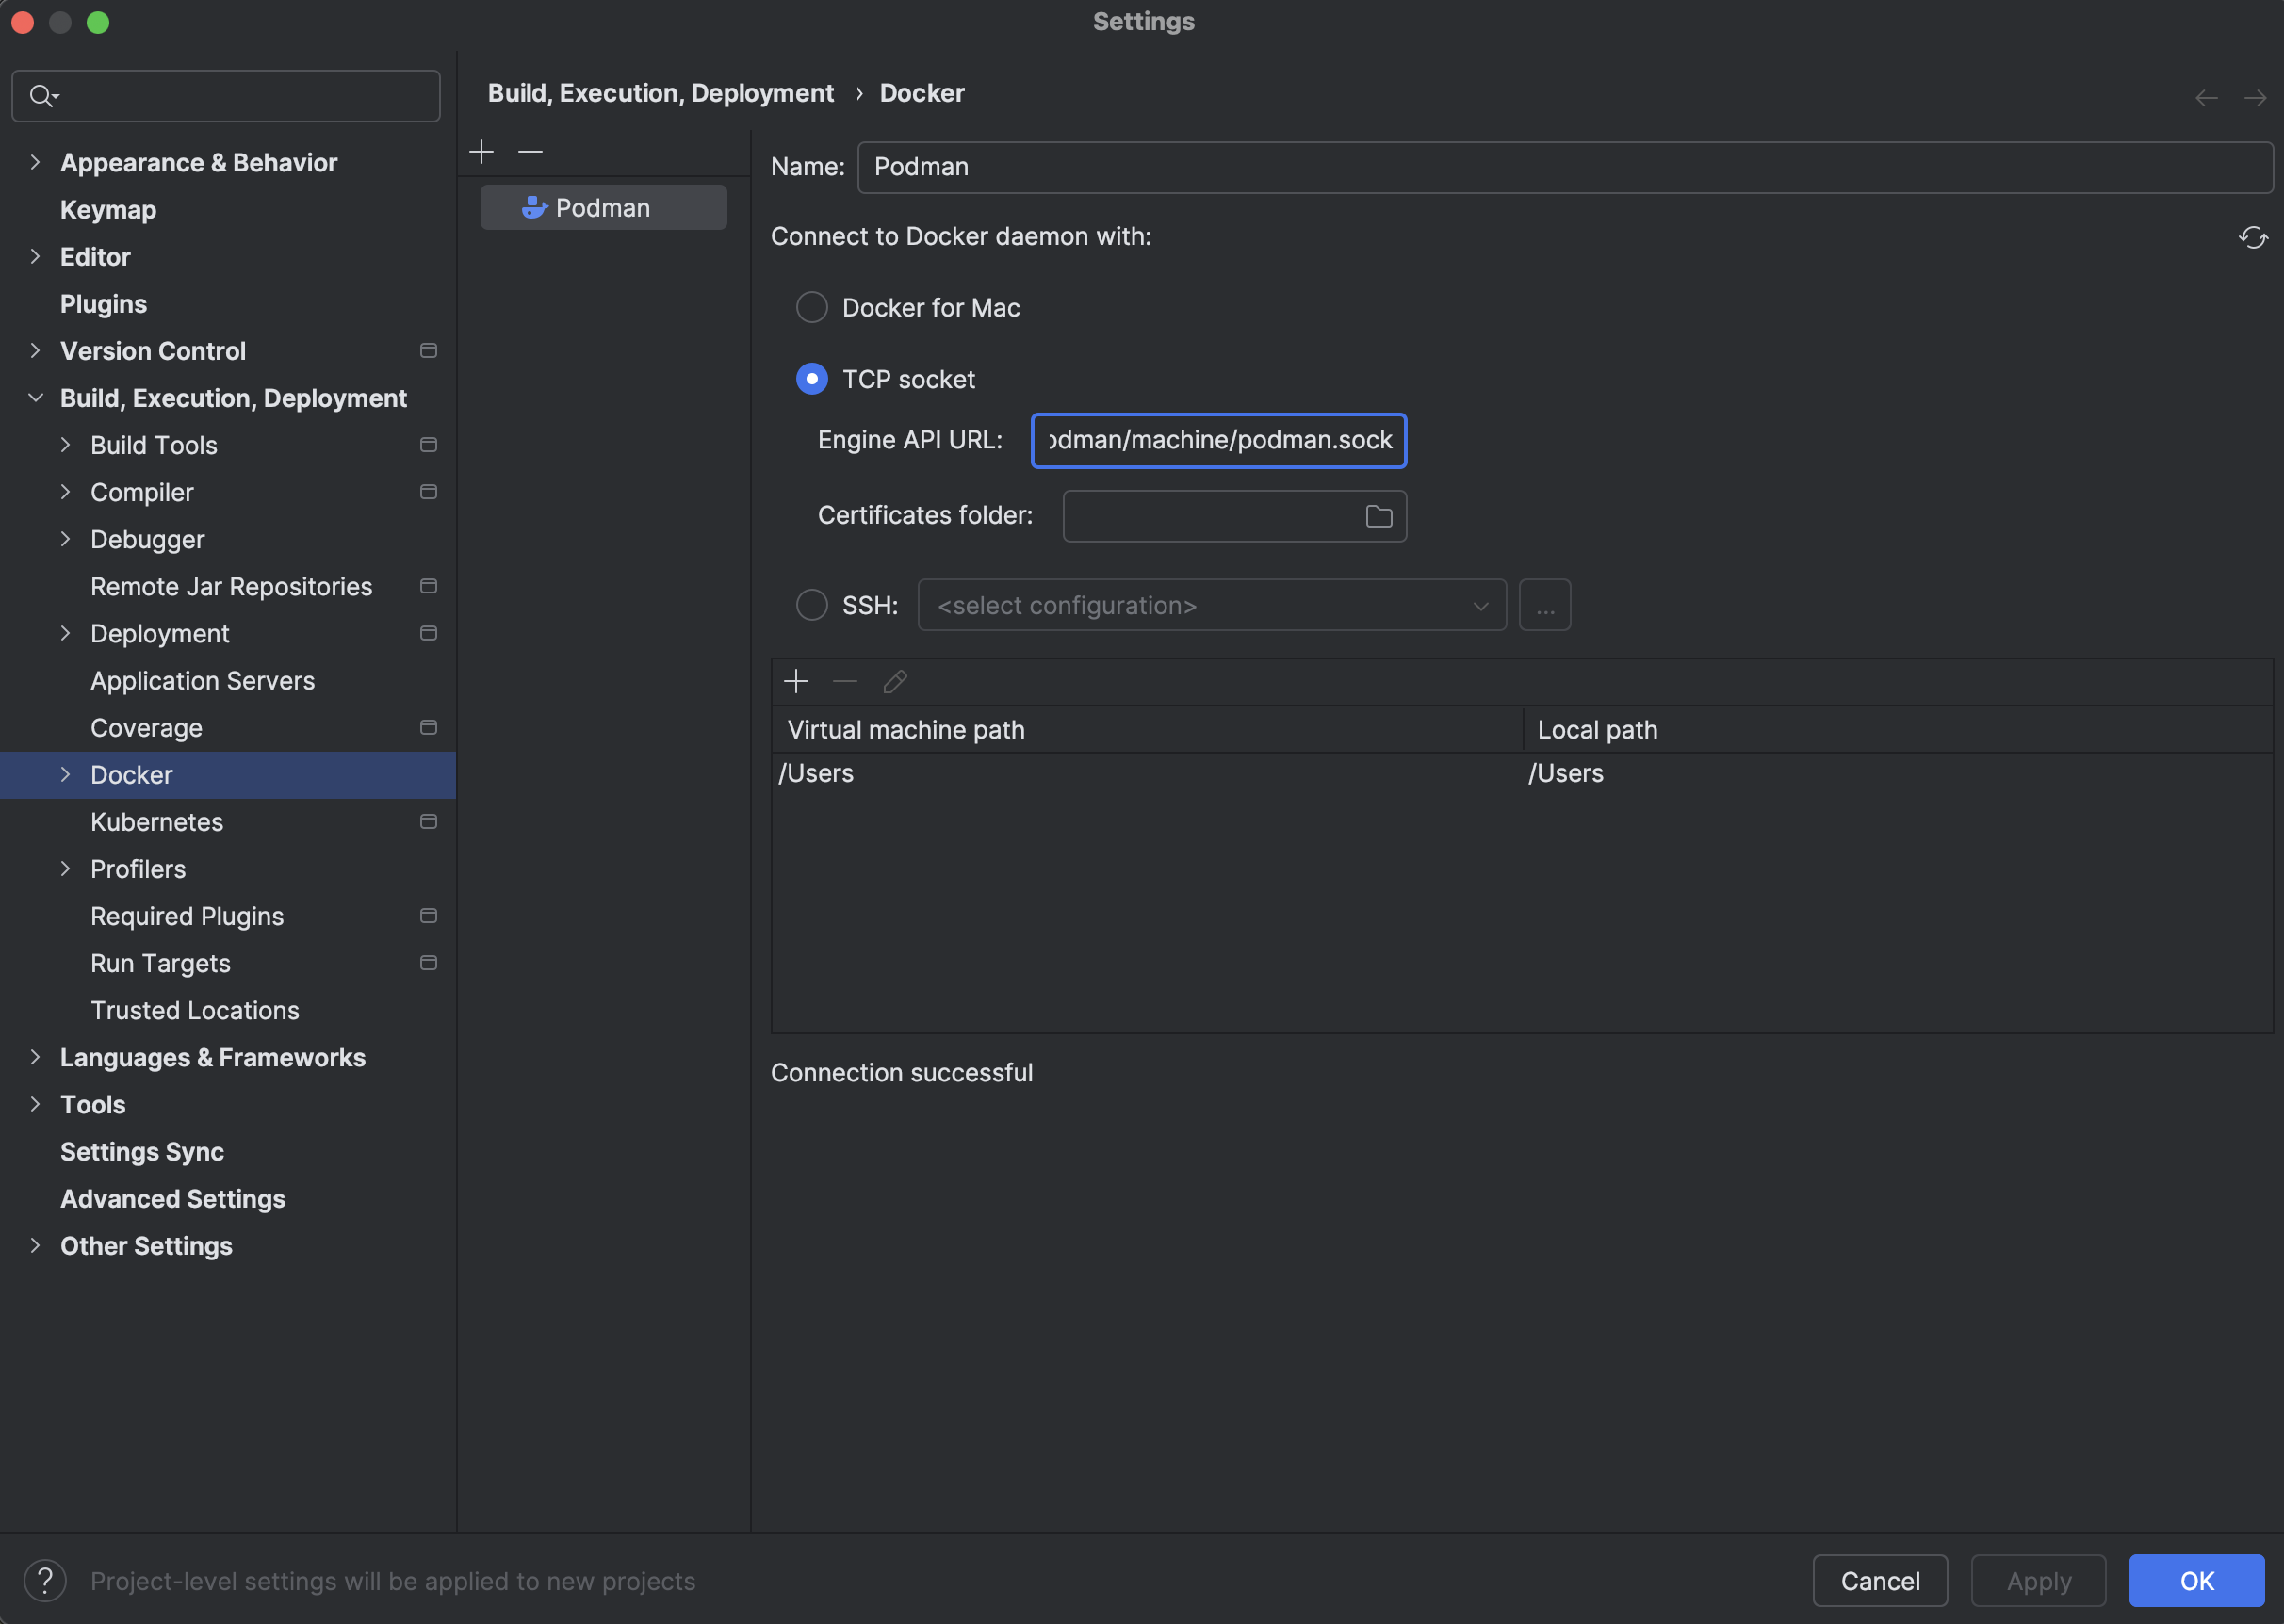 Settings
Build, Execution, Deployment › Docker
Appearance & Behavior
Keymap
Editor
Plugins
Version Control
Build, Execution, Deployment
Build Tools
Compiler
Debugger
Remote Jar Repositories
Deployment
Application Servers
Coverage
Docker
Kubernetes
Profilers
Required Plugins
Run Targets
Trusted Locations
Languages & Frameworks
Tools
Settings Sync
Advanced Settings
Other Settings
Podman
Name: Podman
Connect to Docker daemon with:
Docker for Mac
TCP socket
Engine API URL: odman/machine/podman.sock
Certificates folder:
SSH: <select configuration> ...
Virtual machine path Local path
/Users /Users
Connection successful
? Project-level settings will be applied to new projects
Cancel Apply OK